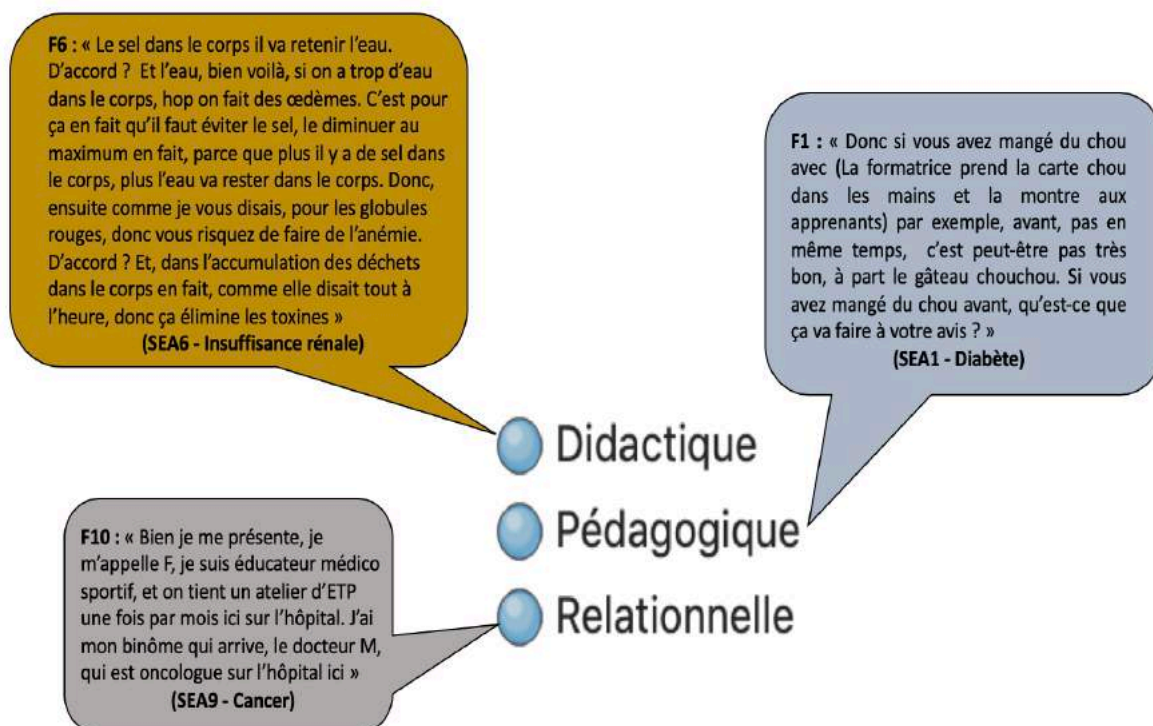 F6 : « Le sel dans le corps il va retenir l’eau.
D’accord ? Et l’eau, bien voilà, si on a trop d’eau
dans le corps, hop on fait des œdèmes. C’est pour
ça en fait qu’il faut éviter le sel, le diminuer au
maximum en fait, parce que plus il y a de sel dans
le corps, plus l’eau va rester dans le corps. Donc,
ensuite comme je vous disais, pour les globules
rouges, donc vous risquez de faire de l’anémie.
D’accord ? Et, dans l’accumulation des déchets
dans le corps en fait, comme elle disait tout à
l’heure, donc ça élimine les toxines »
(SEA6 - Insuffisance rénale)
F1 : « Donc si vous avez mangé du chou
avec (La formatrice prend la carte chou
dans les mains et la montre aux
apprenants) par exemple, avant, pas en
même temps, c’est peut-être pas très
bon, à part le gâteau chouchou. Si vous
avez mangé du chou avant, qu’est-ce que
ça va faire à votre avis ? »
(SEA1 - Diabète)
Didactique
Pédagogique
Relationnelle
F10 : « Bien je me présente, je
m’appelle F, je suis éducateur médico
sportif, et on tient un atelier d’ETP
une fois par mois ici sur l’hôpital. J’ai
mon binôme qui arrive, le docteur M,
qui est oncologue sur l’hôpital ici »
(SEA9 - Cancer)